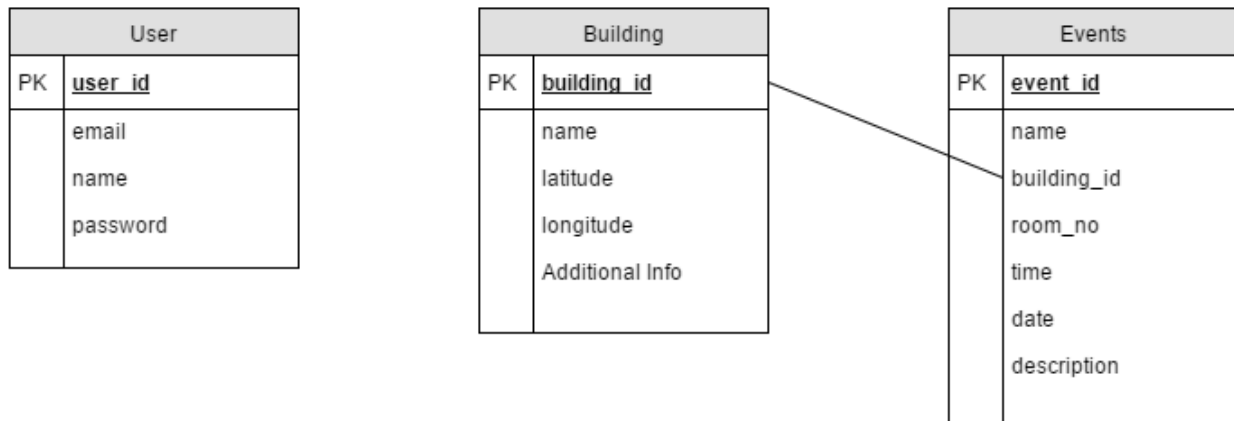 User
PK user_id
email
name
password
Building
PK building_id
name
latitude
longitude
Additional Info
Events
PK event_id
name
building_id
room_no
time
date
description